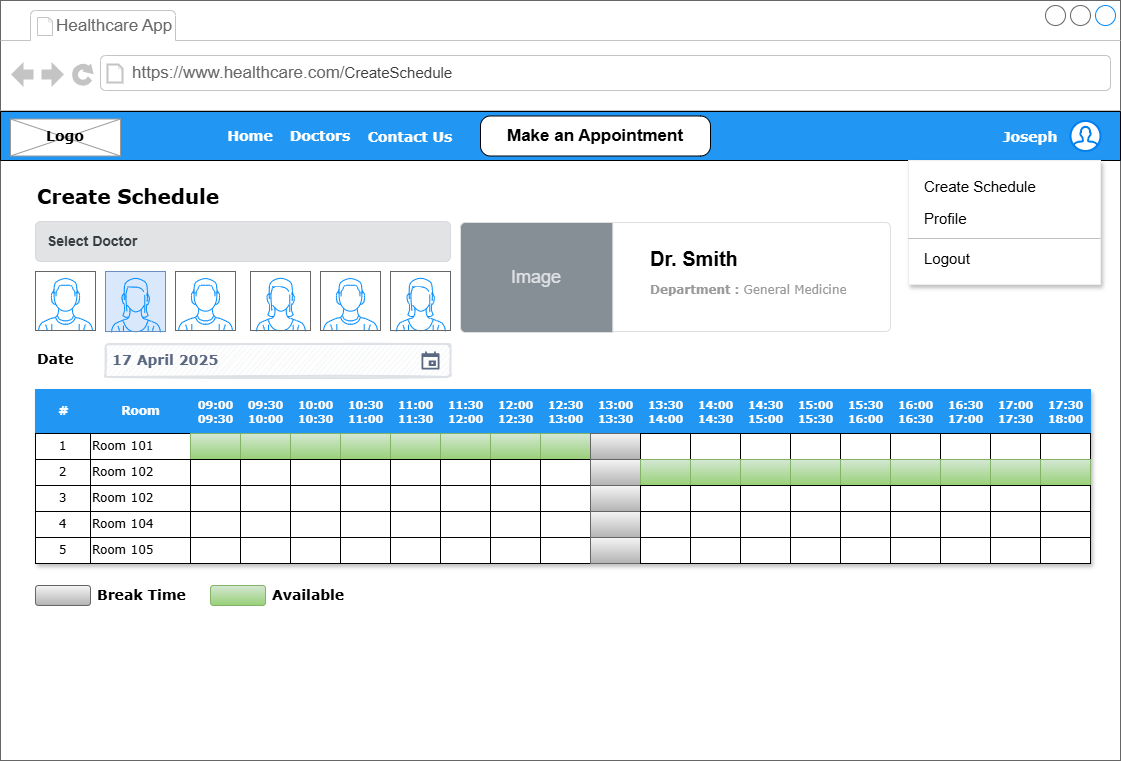 Healthcare App
https://www.healthcare.com/CreateSchedule
Logo Home Doctors Contact Us Make an Appointment Joseph
Create Schedule
Profile
Logout
Create Schedule
Select Doctor
Image
Dr. Smith
Department : General Medicine
Date 17 April 2025
# Room 09:00 09:30 10:00 10:30 11:00 11:30 12:00 12:30 13:00 13:30 14:00 14:30 15:00 15:30 16:00 16:30 17:00 17:30
09:30 10:00 10:30 11:00 11:30 12:00 12:30 13:00 13:30 14:00 14:30 15:00 15:30 16:00 16:30 17:00 17:30 18:00
1 Room 101
2 Room 102
3 Room 102
4 Room 104
5 Room 105
Break Time Available